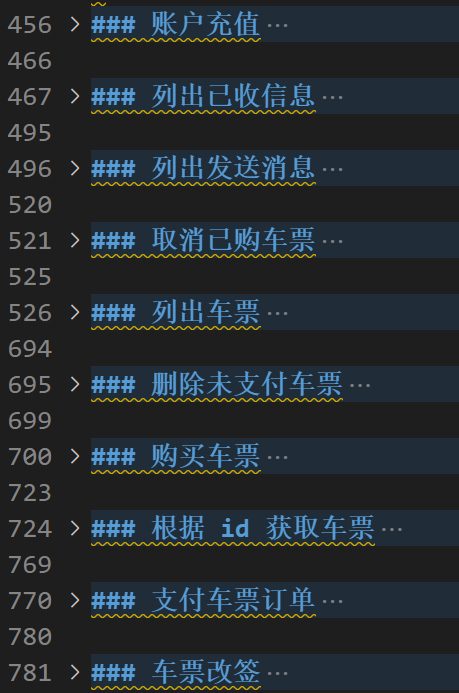 456 > ### 账户充值…
466
467 > ### 列出已收信息…
495
496 > ### 列出发送消息…
520
521 > ### 取消已购车票…
525
526 > ### 列出车票…
694
695 > ### 删除未支付车票…
699
700 > ### 购买车票…
723
724 > ### 根据 id 获取车票…
769
770 > ### 支付车票订单…
780
781 > ### 车票改签…